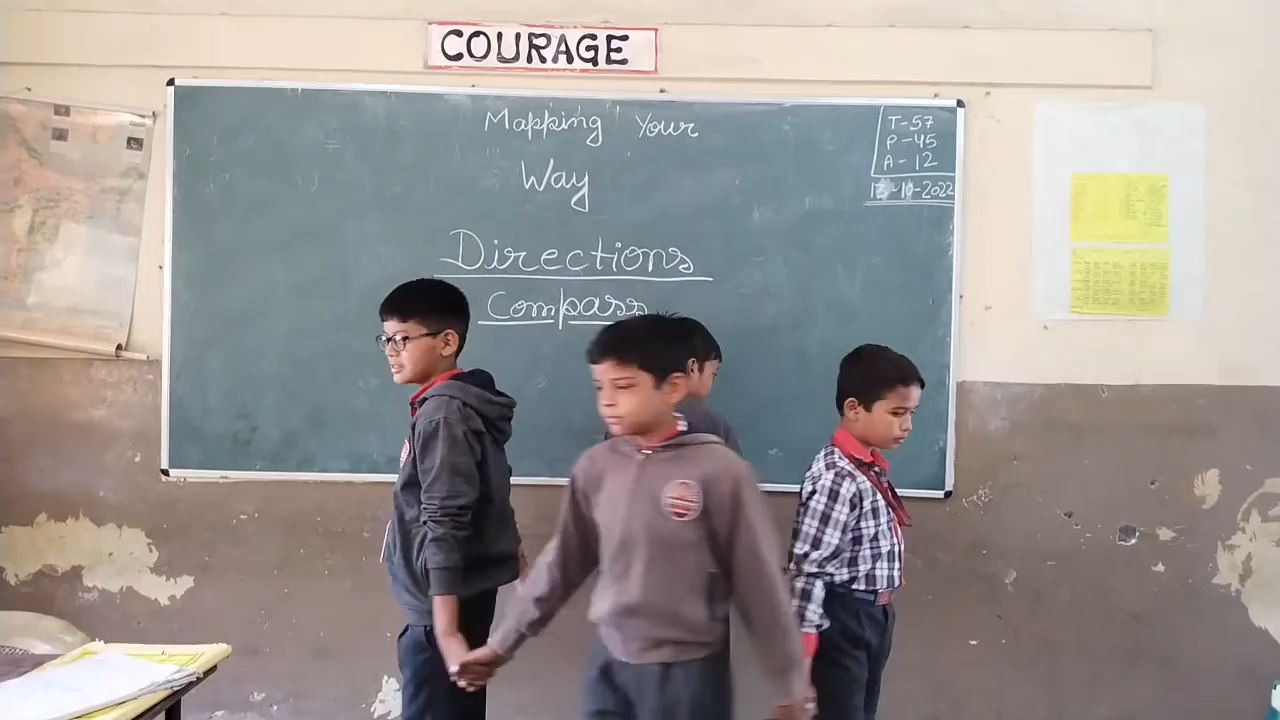 COURAGE
Mapping Your
Way
Directions
Compass
T-57
P-45
A-12
13-10-2022